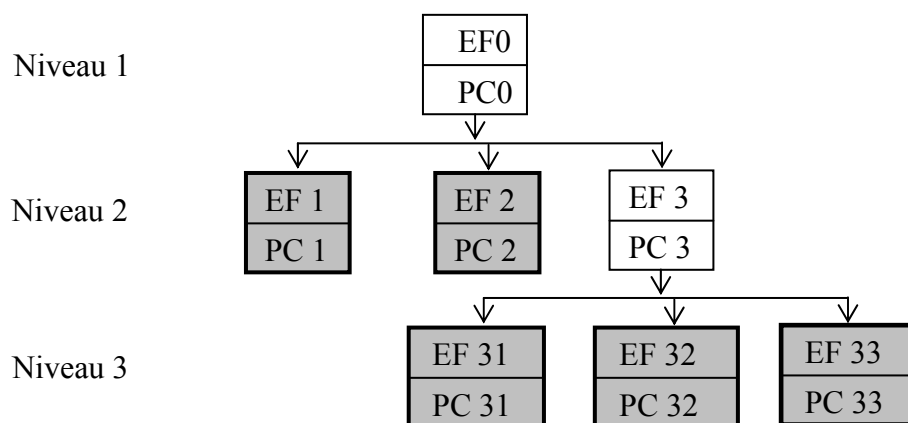 Niveau 1
EF0
PC0
Niveau 2
EF 1
PC 1
EF 2
PC 2
EF 3
PC 3
Niveau 3
EF 31
PC 31
EF 32
PC 32
EF 33
PC 33